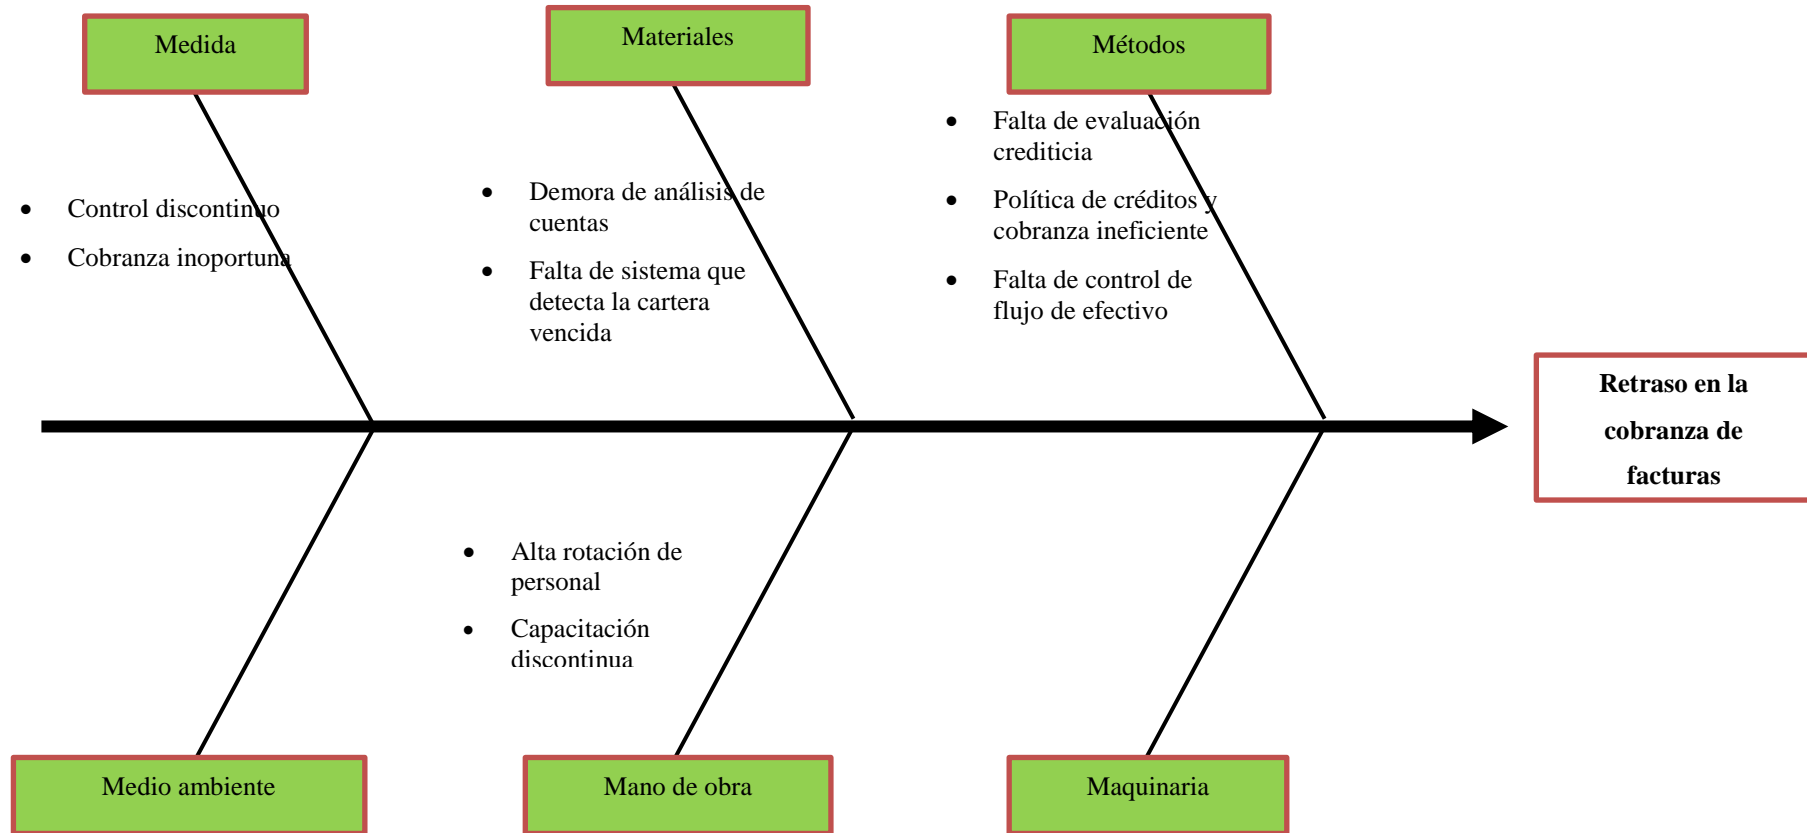 Medida
Materiales
Métodos
• Control discontinuo
• Cobranza inoportuna
• Demora de análisis de
cuentas
• Falta de sistema que
detecta la cartera
vencida
• Falta de evaluación
crediticia
• Política de créditos y
cobranza ineficiente
• Falta de control de
flujo de efectivo
Retraso en la
cobranza de
facturas
• Alta rotación de
personal
• Capacitación
discontinua
Medio ambiente
Mano de obra
Maquinaria